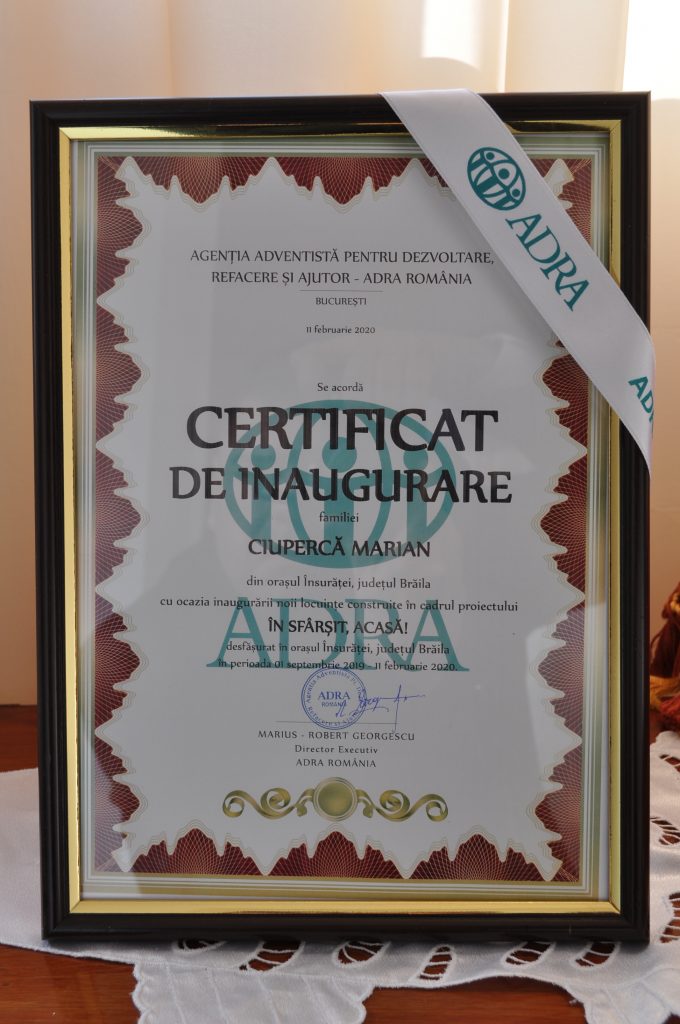 ADRA
AD
AGENȚIA ADVENTISTĂ PENTRU DEZVOLTARE,
REFACERE ȘI AJUTOR - ADRA ROMÂNIA
BUCUREȘTI
11 februarie 2020
Se acordă
CERTIFICAT
DE INAUGURARE
familiei
CIUPERCĂ MARIAN
din orașul Însurăței, județul Brăila
cu ocazia inaugurării noii locuințe construite în cadrul proiectului
ÎN SFÂRȘIT, ACASĂ!
ADRA
desfășurat în orașul Însurăței, județul Brăila
în perioada 01 septembrie 2019 - 11 februarie 2020.
ADRA
ROMÂNIA
MARIUS - ROBERT GEORGESCU
Director Executiv
ADRA ROMÂNIA